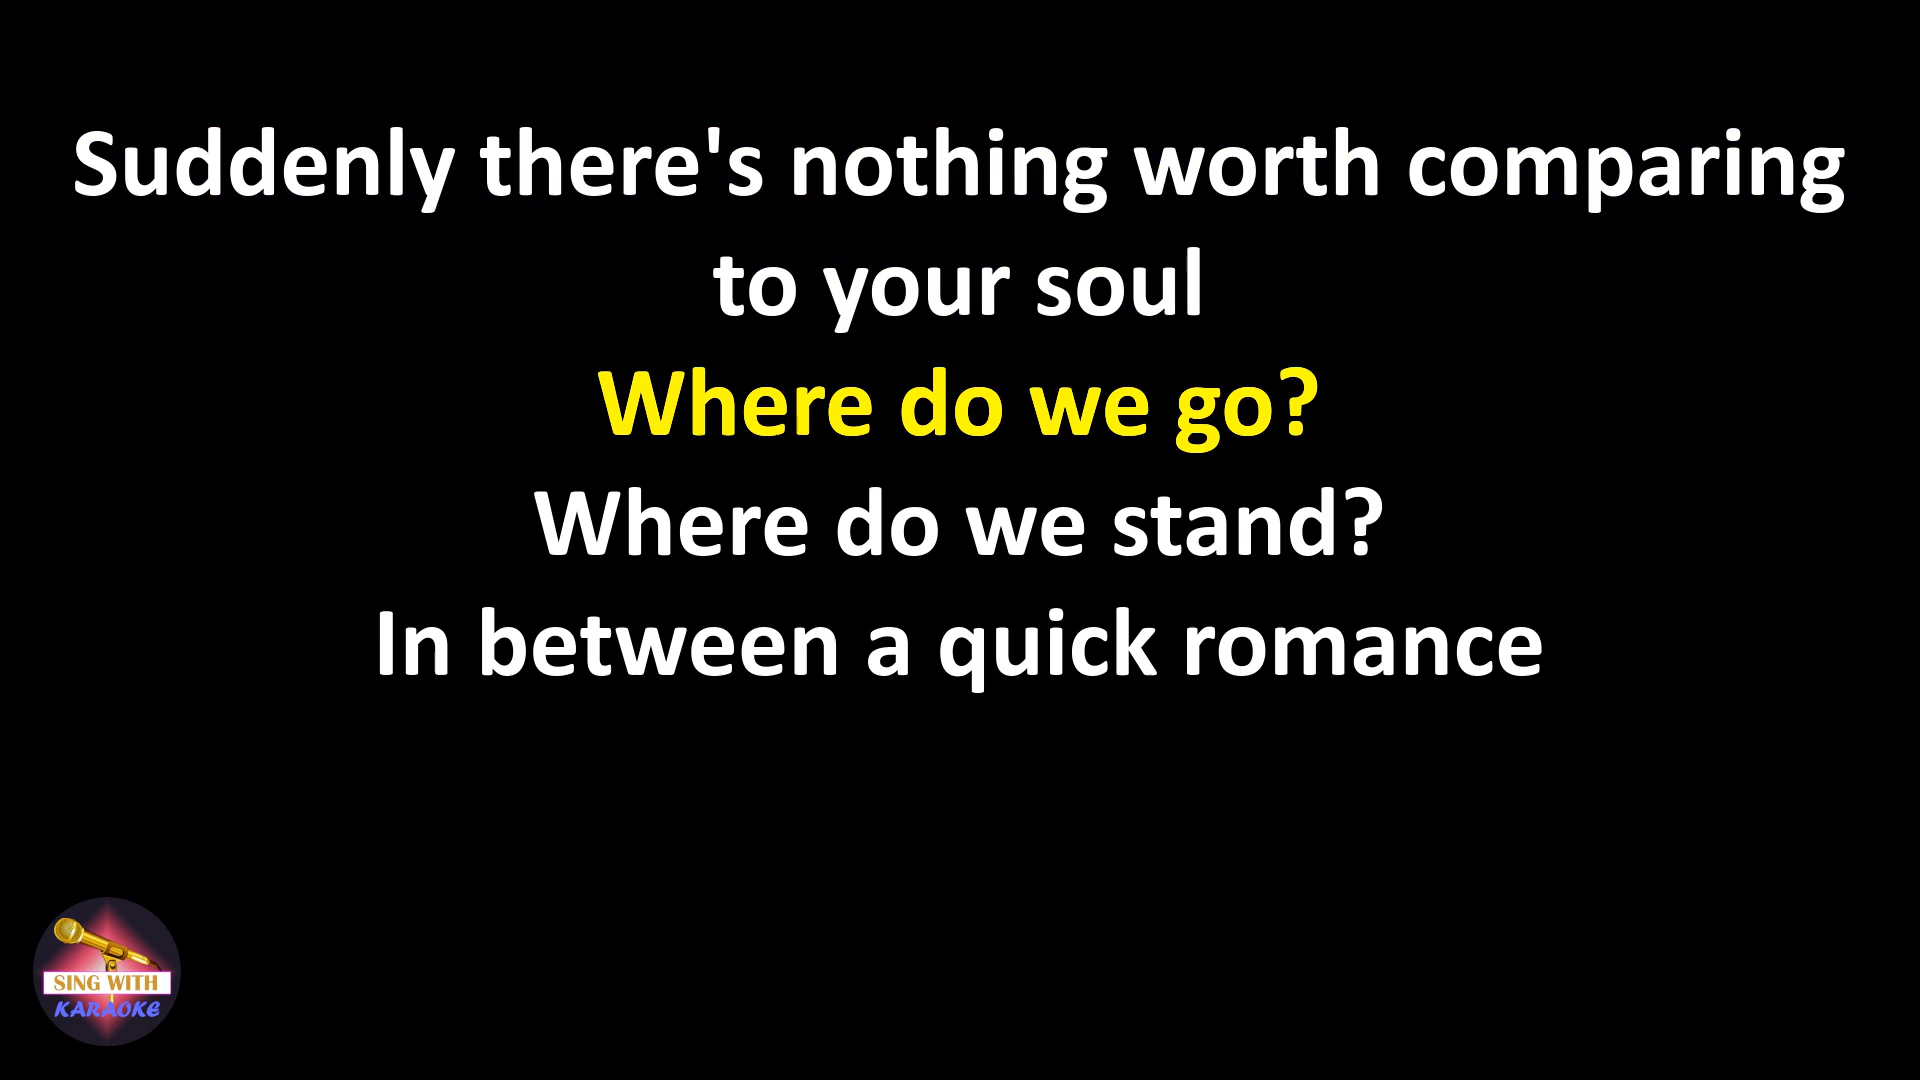 Suddenly there's nothing worth comparing
to your soul
Where do we go?
Where do we stand?
In between a quick romance
SING WITH
KARAOKE